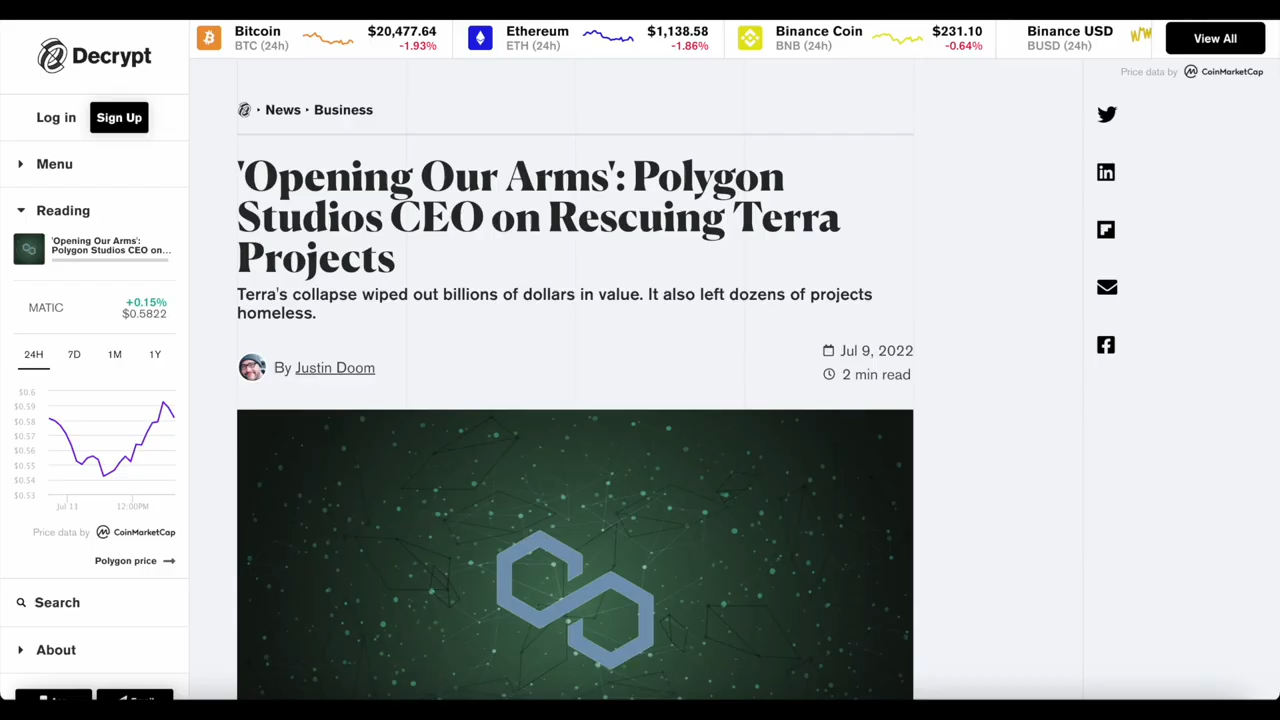 Decrypt
Bitcoin
BTC (24h)
$20,477.64
-1.93%
Ethereum
ETH (24h)
$1,138.58
-1.86%
Binance Coin
BNB (24h)
$231.10
-0.64%
Binance USD
BUSD (24h)
View All
Price data by CoinMarketCap
Log in
Sign Up
Menu
Reading
'Opening Our Arms':
Polygon Studios CEO on...
MATIC
+0.15%
$0.5822
24H 7D 1M 1Y
$0.6
$0.59
$0.58
$0.57
$0.56
$0.55
$0.54
$0.53
Jul 11 12:00PM
Price data by CoinMarketCap
Polygon price
Search
About
· News · Business
'Opening Our Arms': Polygon
Studios CEO on Rescuing Terra
Projects
Terra's collapse wiped out billions of dollars in value. It also left dozens of projects
homeless.
By Justin Doom
Jul 9, 2022
2 min read